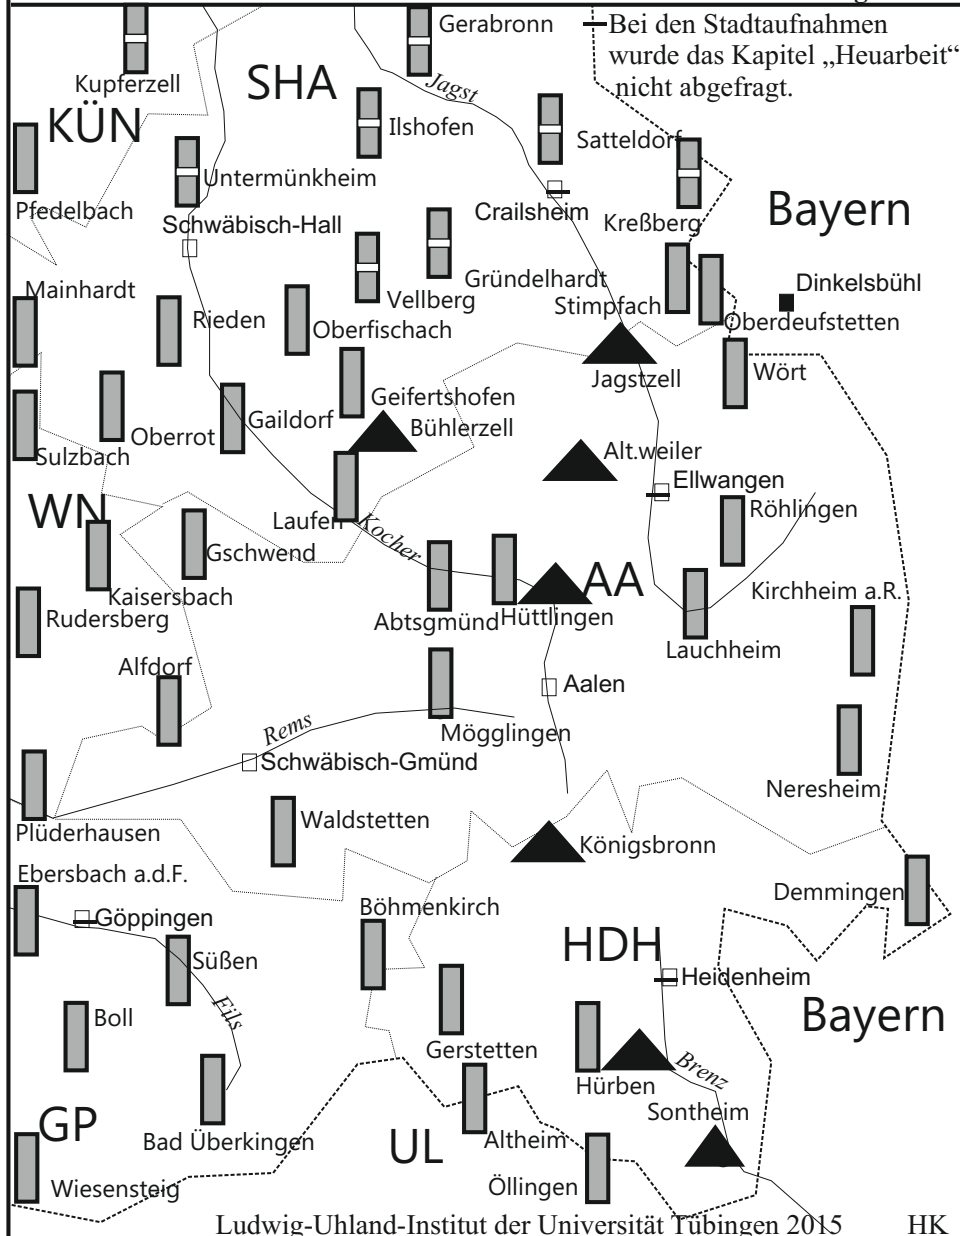 Bei den Stadtaufnahmen
wurde das Kapitel „Heuarbeit“
nicht abgefragt.
Gerabronn
Kupferzell
SHA
Jagst
KÜN
Ilshofen
Satteldorf
Untermünkheim
Pfedelbach
Crailsheim
Kreßberg
Bayern
Schwäbisch-Hall
Gründelhardt
Dinkelsbühl
Mainhardt
Vellberg
Stimpfach
Rieden
Oberfischach
Oberdeufstetten
Jagstzell
Wört
Geifertshofen
Gaildorf
Bühlerzell
Oberrot
Sulzbach
Alt.weiler
Ellwangen
WN
Laufen
Kocher
Röhlingen
Gschwend
AA
Kaisersbach
Kirchheim a.R.
Rudersberg
Abtsgmünd
Hüttlingen
Lauchheim
Alfdorf
Aalen
Rems
Mögglingen
Schwäbisch-Gmünd
Neresheim
Waldstetten
Plüderhausen
Königsbronn
Ebersbach a.d.F.
Demmingen
Böhmenkirch
Göppingen
HDH
Süßen
Heidenheim
Fils
Boll
Bayern
Gerstetten
Brenz
Hürben
Sontheim
GP
Bad Überkingen
UL
Altheim
Wiesensteig
Öllingen
Ludwig-Uhland-Institut der Universität Tübingen 2015 HK